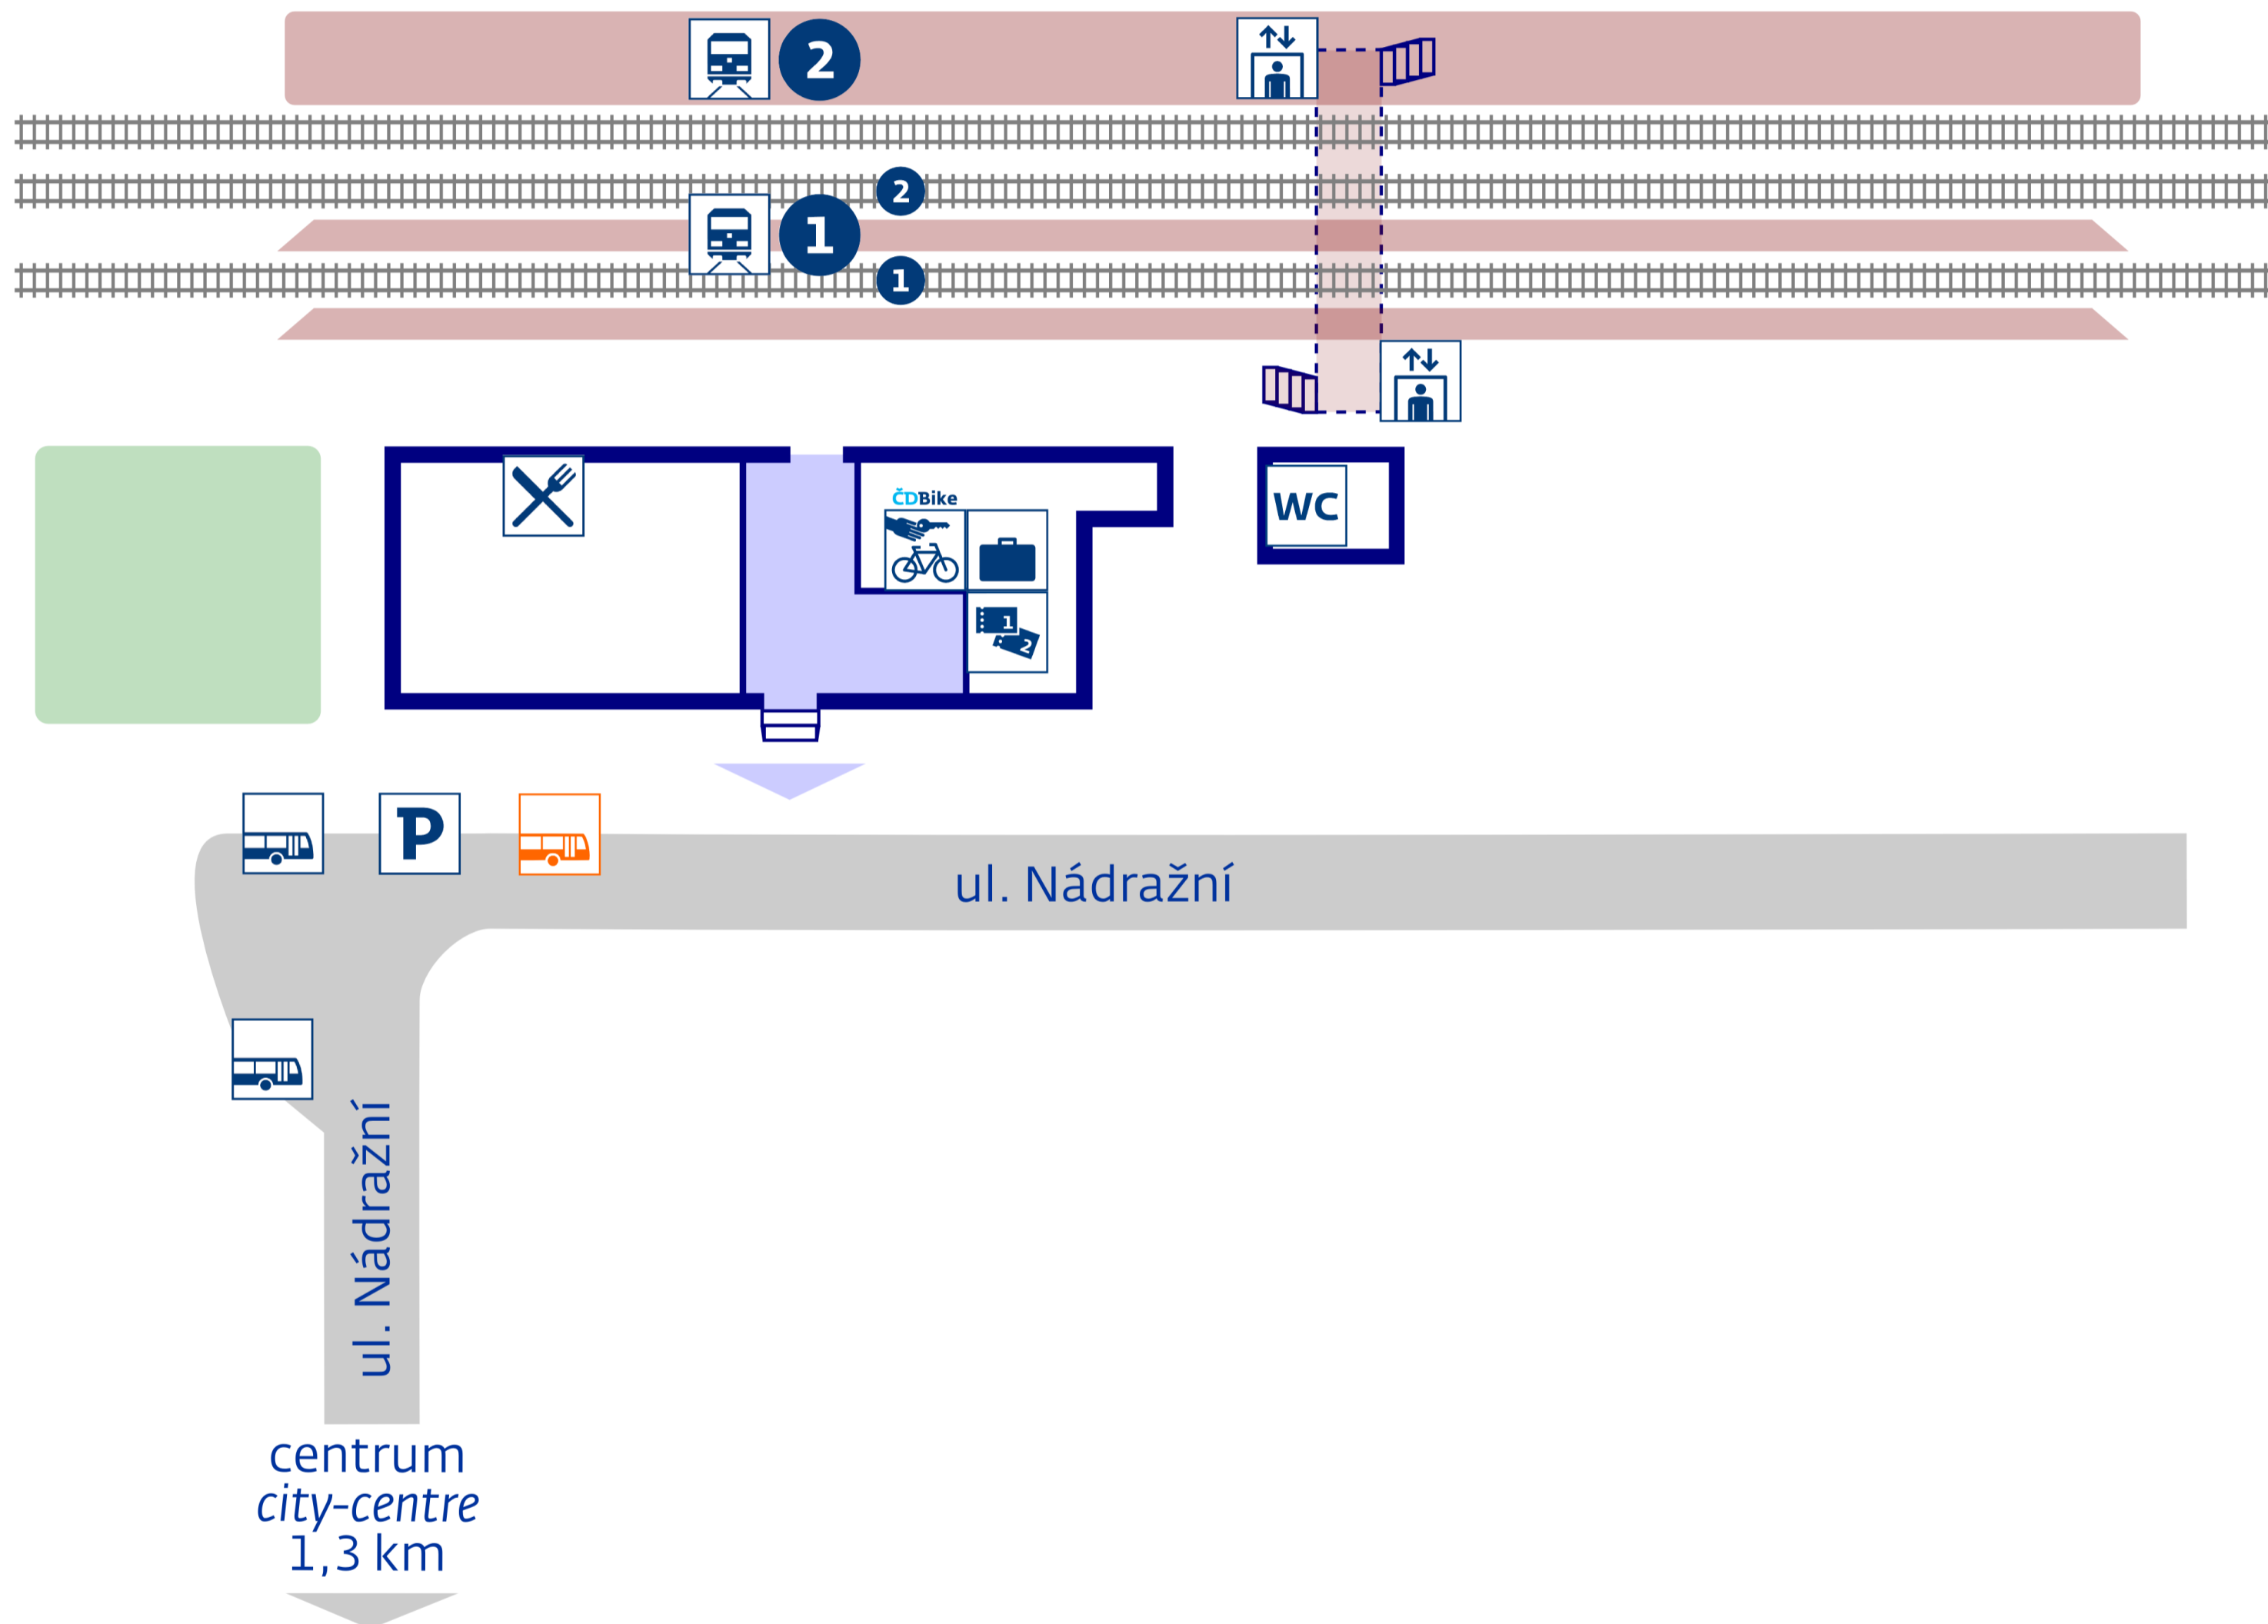 2
2
1
1
ČDBike
WC
1
2
P
ul. Nádražní
ul. Nádražní
centrum
city-centre
1,3 km